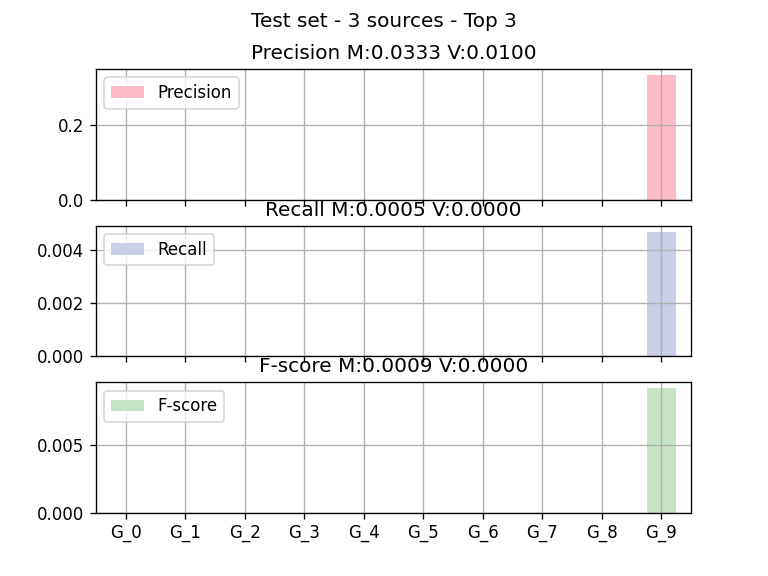 Test set - 3 sources - Top 3
Precision M:0.0333 V:0.0100
Precision
0.2
0.0
Recall M:0.0005 V:0.0000
Recall
0.004
0.002
0.000
F-score M:0.0009 V:0.0000
F-score
0.005
0.000
G_0 G_1 G_2 G_3 G_4 G_5 G_6 G_7 G_8 G_9